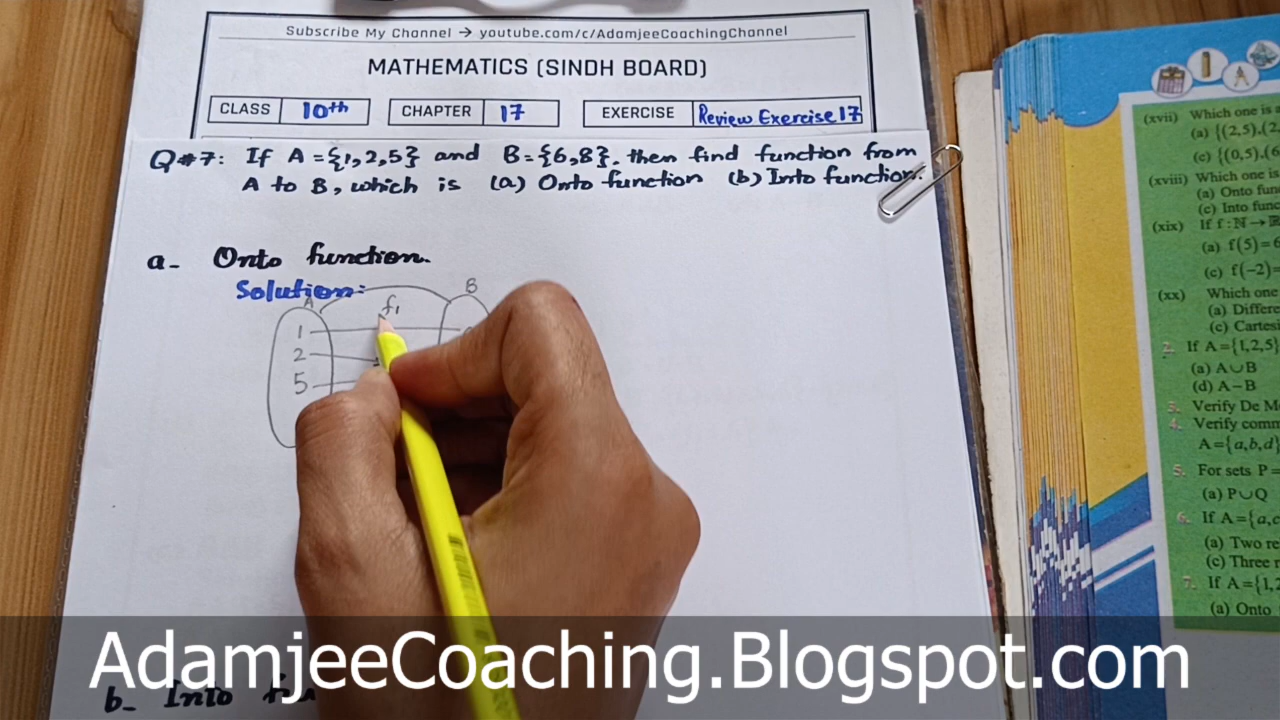 Subscribe My Channel → youtube.com/c/AdamjeeCoachingChannel
MATHEMATICS (SINDH BOARD)
CLASS 10th CHAPTER 17 EXERCISE Review Exercise 17
Q#7: If A = {1,2,5} and B = {6,8}. then find function from
A to B, which is (a) Onto function (b) Into function.
a- Onto function.
Solution:
A B
f₁
1
2
5
b- Into fu
AdamjeeCoaching.Blogspot.com
(xvii) Which one is
(a) {(2,5),(2
(c) {(0,5),(6
(xviii) Which one is
(a) Onto fun
(c) Into func
(xix) If f : ℕ →
(a) f(5)=6
(c) f(-2)=
(xx) Which one
(a) Differe
(c) Cartes
2. If A={1,2,5}
(a) A∪B
(d) A−B
3. Verify De M
4. Verify comm
A={a,b,d}
5. For sets P=
(a) P∪Q
6. If A={a,c
(a) Two re
(c) Three r
7. If A={1,2
(a) Onto